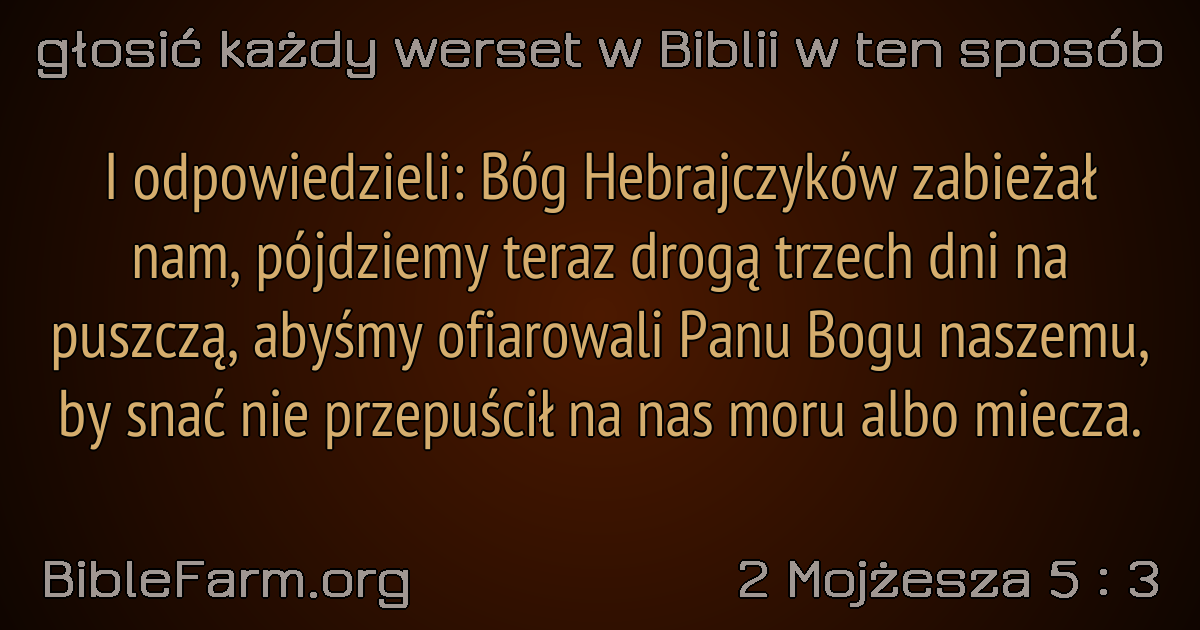 głosić każdy werset w Biblii w ten sposób
I odpowiedzieli: Bóg Hebrajczyków zabieżał
nam, pójdziemy teraz drogą trzech dni na
puszczą, abyśmy ofiarowali Panu Bogu naszemu,
by snać nie przepuścił na nas moru albo miecza.
BibleFarm.org
2 Mojżesza 5 : 3